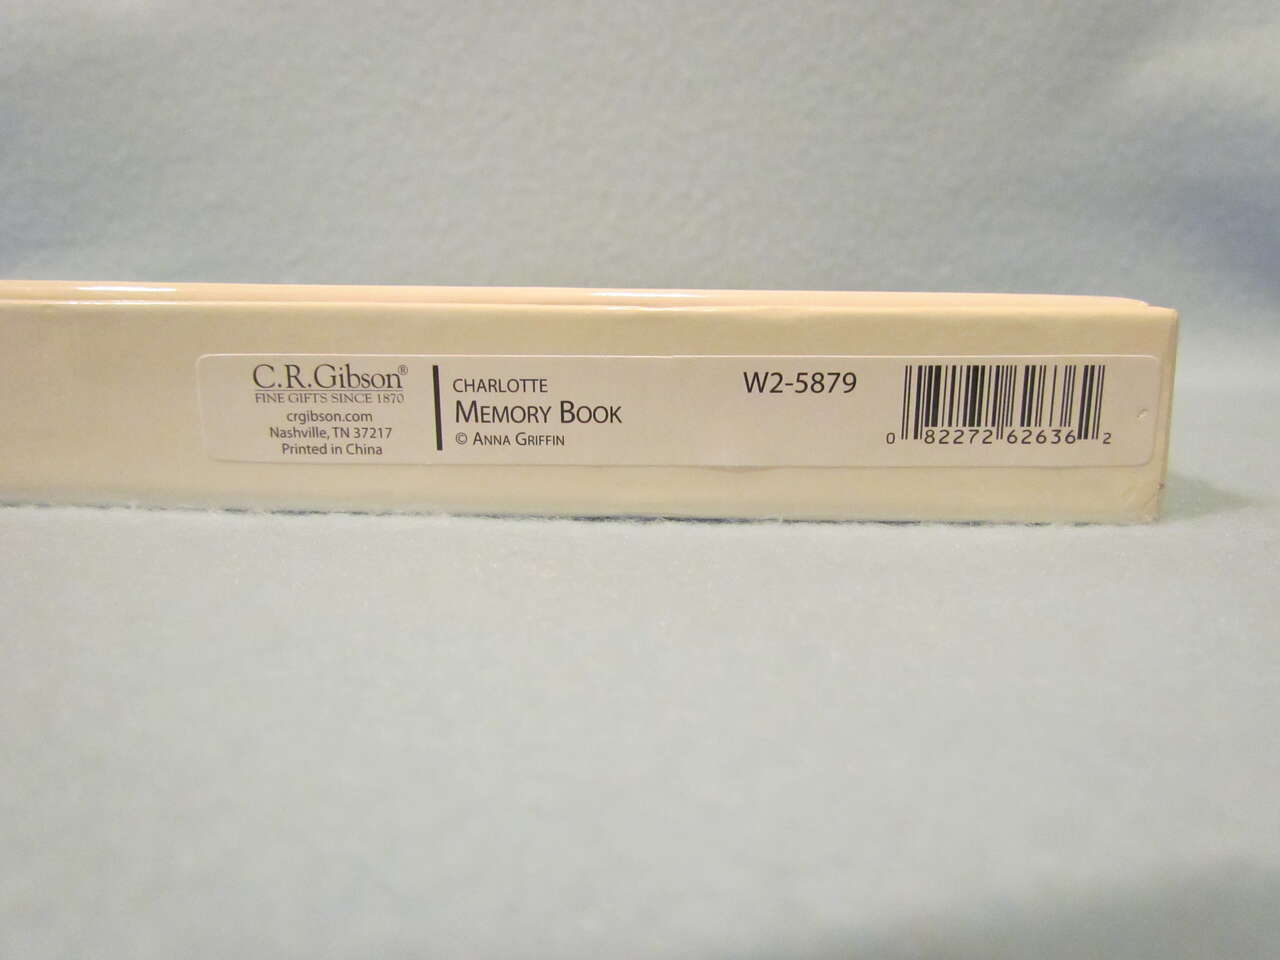 C.R.Gibson®
FINE GIFTS SINCE 1870
crgibson.com
Nashville, TN 37217
Printed in China
CHARLOTTE
MEMORY BOOK
© ANNA GRIFFIN
W2-5879
0 82272 62636 2